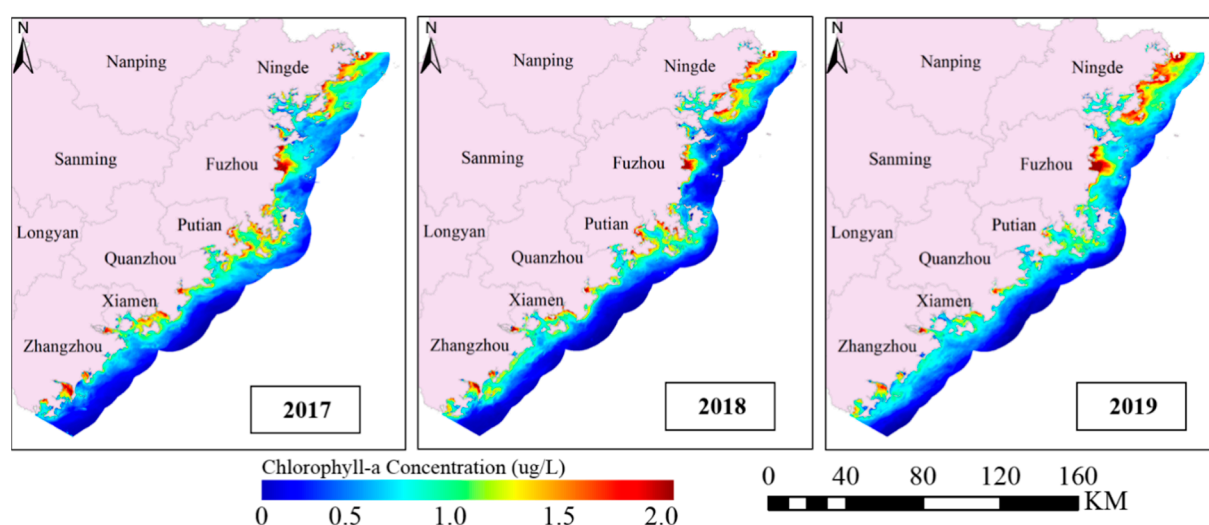 N
Nanping
Ningde
Sanming
Fuzhou
Putian
Longyan
Quanzhou
Xiamen
Zhangzhou
2017
N
Nanping
Ningde
Sanming
Fuzhou
Putian
Longyan
Quanzhou
Xiamen
Zhangzhou
2018
N
Nanping
Ningde
Sanming
Fuzhou
Putian
Longyan
Quanzhou
Xiamen
Zhangzhou
2019
Chlorophyll-a Concentration (ug/L)
0 0.5 1.0 1.5 2.0
0 40 80 120 160
KM